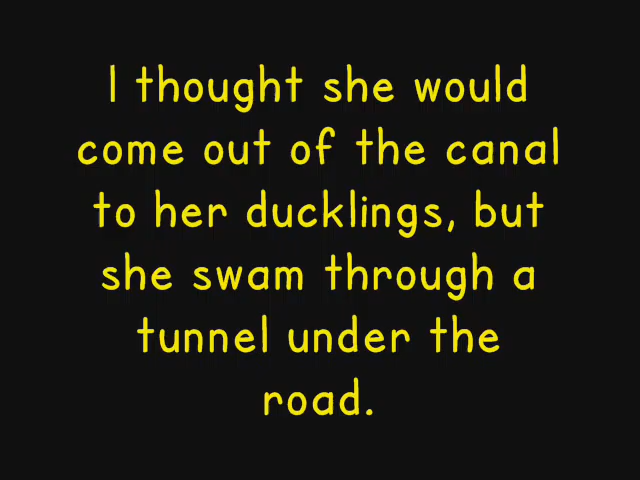 I thought she would
come out of the canal
to her ducklings, but
she swam through a
tunnel under the
road.